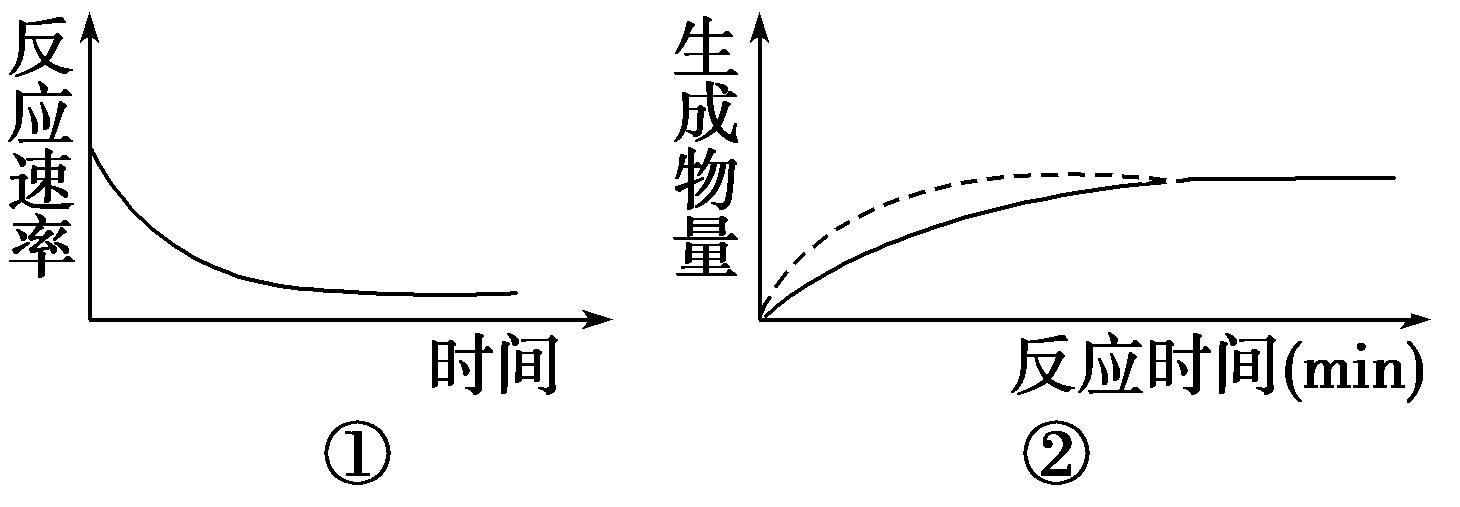 反应速率
时间
①
生成物量
反应时间(min)
②